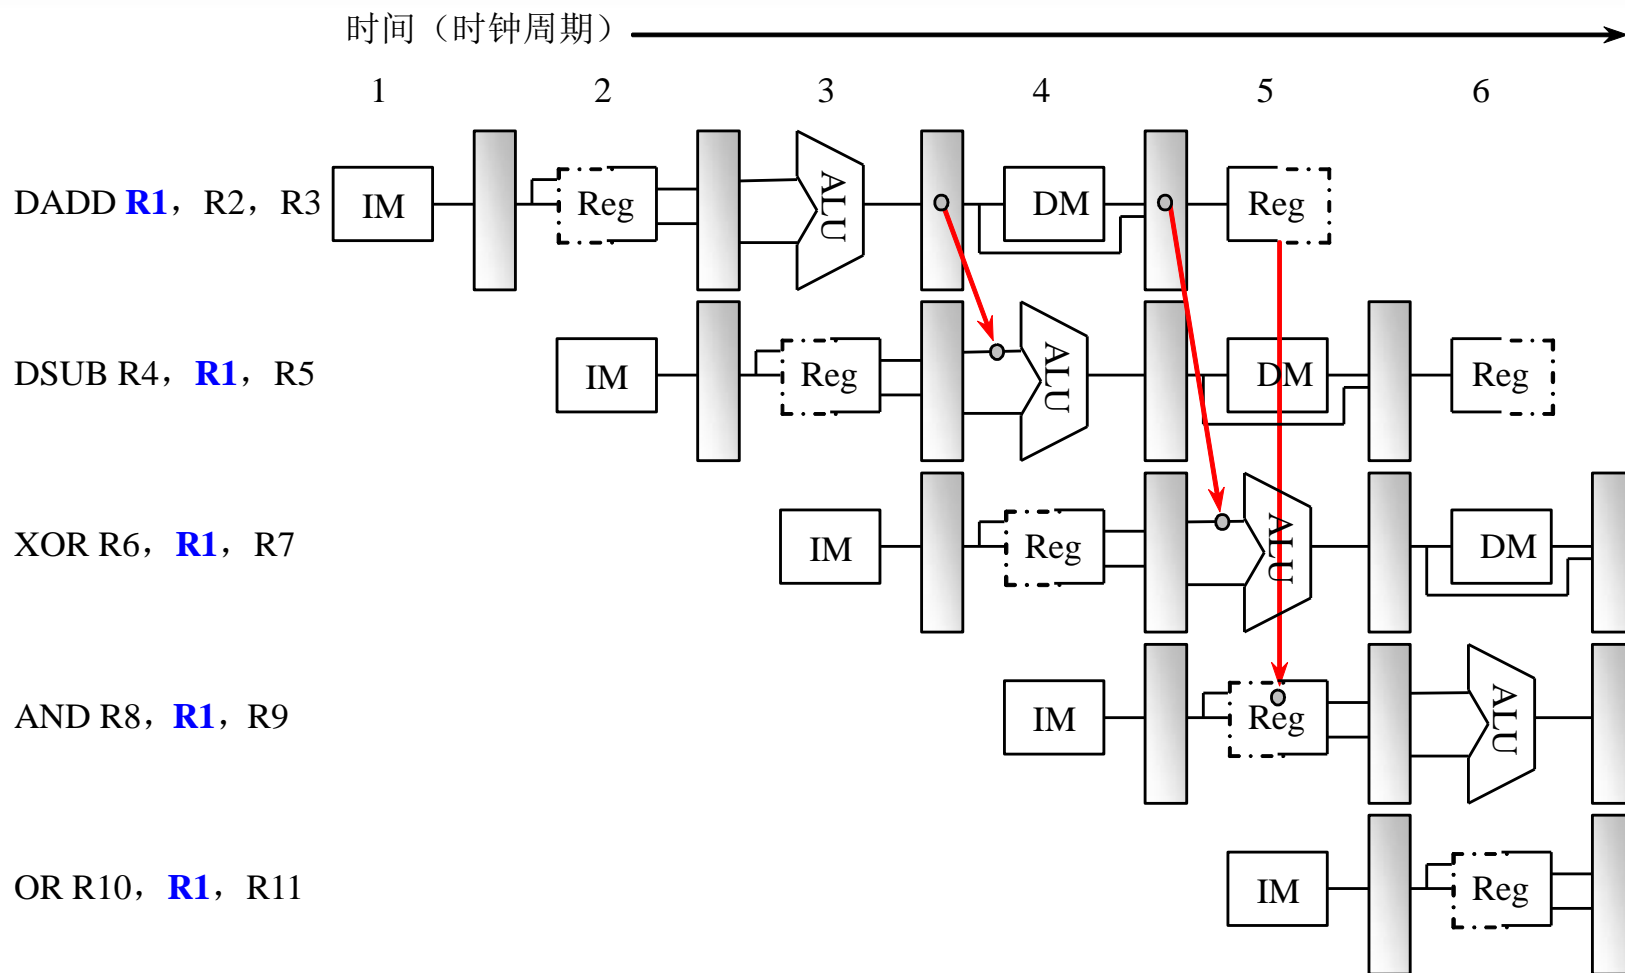 时间（时钟周期）
1 2 3 4 5 6
DADD R1，R2，R3 IM Reg ALU DM Reg
DSUB R4，R1，R5 IM Reg ALU DM Reg
XOR R6，R1，R7 IM Reg ALU DM
AND R8，R1，R9 IM Reg ALU
OR R10，R1，R11 IM Reg